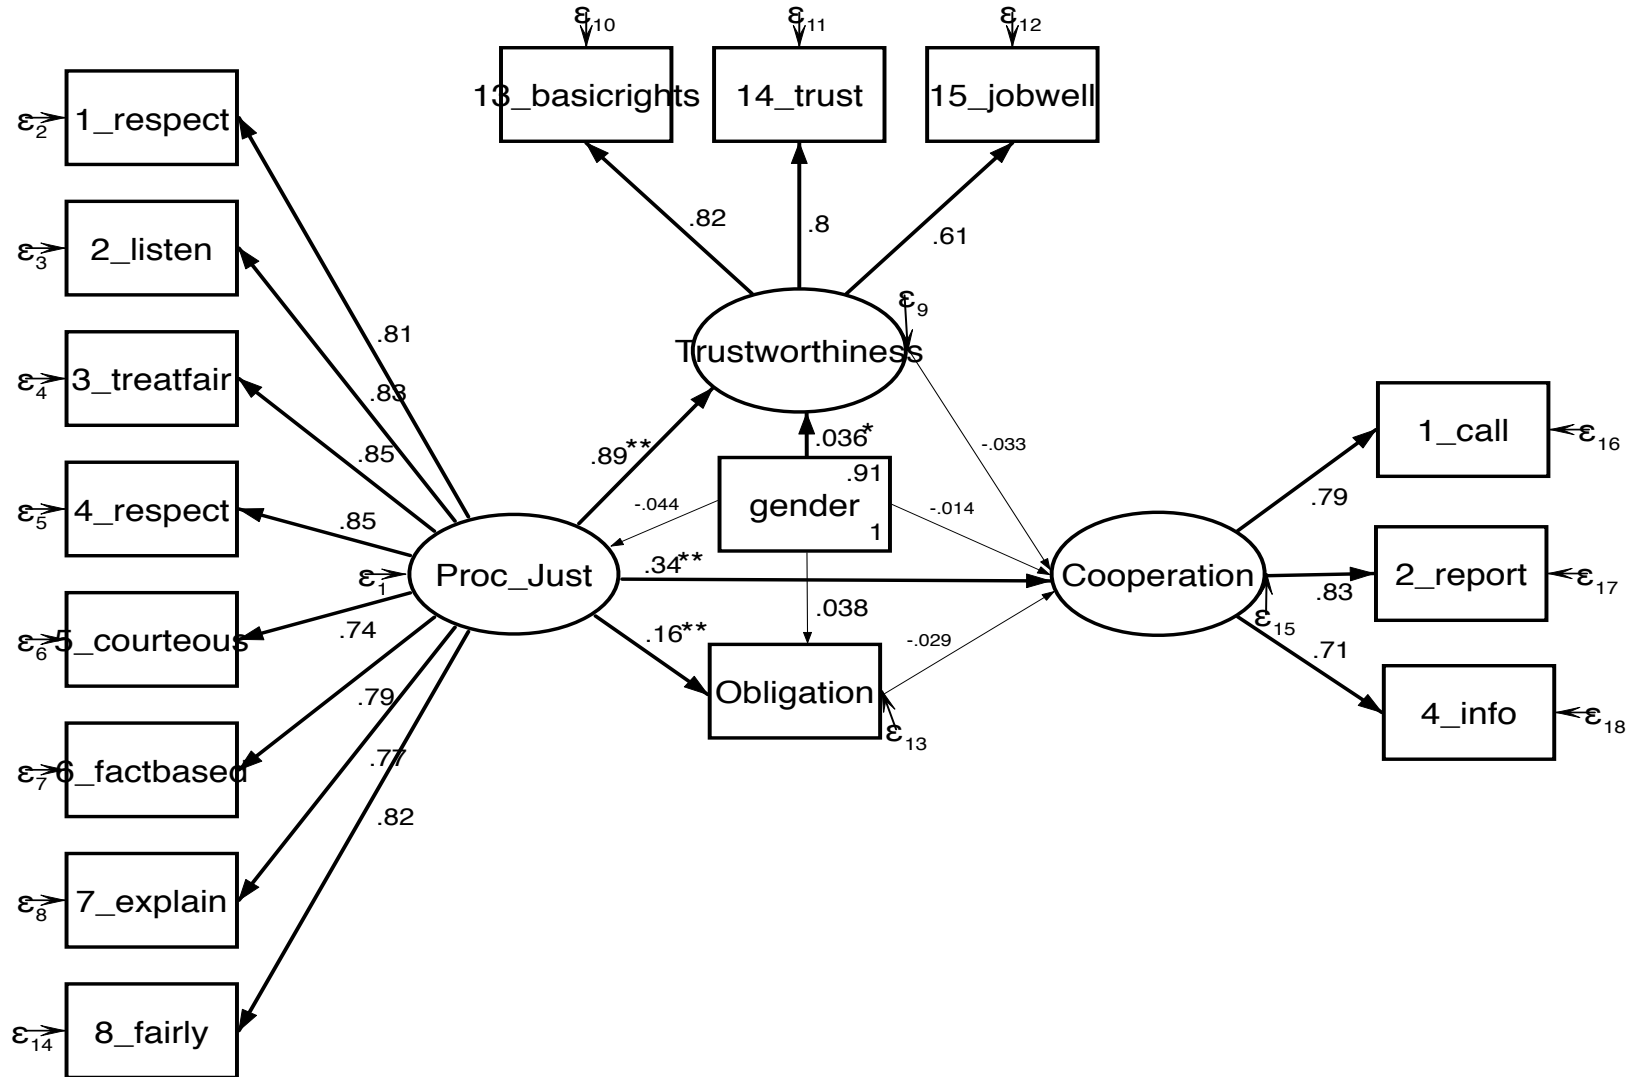 ε10
ε11
ε12
13_basicrights
14_trust
15_jobwell
ε2
1_respect
ε3
2_listen
.82
.8
.61
ε9
ε4
3_treatfair
.81
.83
Trustworthiness
.85
.89**
.036*
-.033
1_call
ε16
ε5
4_respect
.85
-.044
.91
gender
1
-.014
.79
ε1
Proc_Just
.34**
Cooperation
2_report
ε17
.83
ε15
ε6
5_courteous
.74
.16**
.038
-.029
.71
Obligation
ε13
4_info
ε18
.79
ε7
6_factbased
.77
.82
ε8
7_explain
ε14
8_fairly